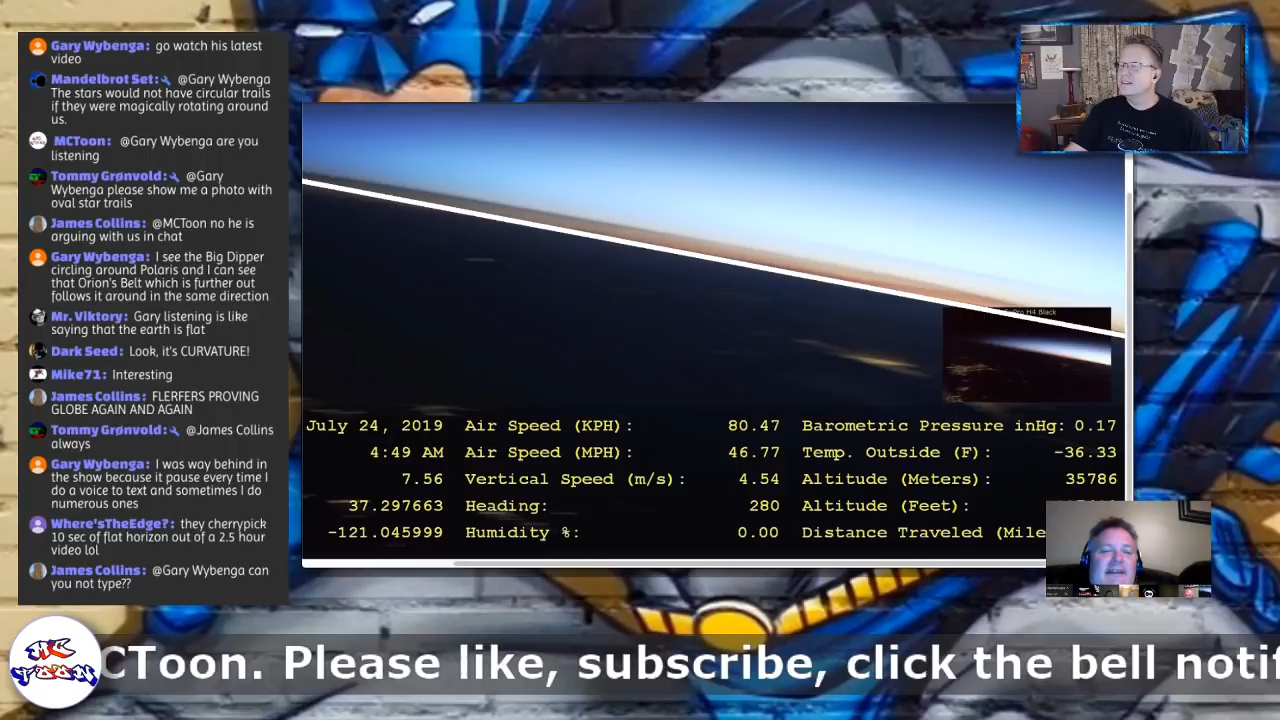 Gary Wybenga: go watch his latest
video
Mandelbrot Set: @Gary Wybenga
The stars would not have circular trails
if they were magically rotating around
us.
MCToon: @Gary Wybenga are you
listening
Tommy Grønvold: @Gary
Wybenga please show me a photo with
oval star trails
James Collins: @MCToon no he is
arguing with us in chat
Gary Wybenga: I see the Big Dipper
circling around Polaris and I can see
that Orion's Belt which is further out
follows it around in the same direction
Mr. Viktory: Gary listening is like
saying that the earth is flat
Dark Seed: Look, it's CURVATURE!
Mike71: Interesting
James Collins: FLERFERS PROVING
GLOBE AGAIN AND AGAIN
Tommy Grønvold: @James Collins
always
Gary Wybenga: I was way behind in
the show because it pause every time I
do a voice to text and sometimes I do
numerous ones
Where'sTheEdge?: they cherrypick
10 sec of flat horizon out of a 2.5 hour
video lol
James Collins: @Gary Wybenga can
you not type??
H4 Black
July 24, 2019 Air Speed (KPH): 80.47 Barometric Pressure inHg: 0.17
4:49 AM Air Speed (MPH): 46.77 Temp. Outside (F): -36.33
7.56 Vertical Speed (m/s): 4.54 Altitude (Meters): 35786
37.297663 Heading: 280 Altitude (Feet):
-121.045999 Humidity %: 0.00 Distance Traveled (Mile
MC
TOON
CToon. Please like, subscribe, click the bell notif